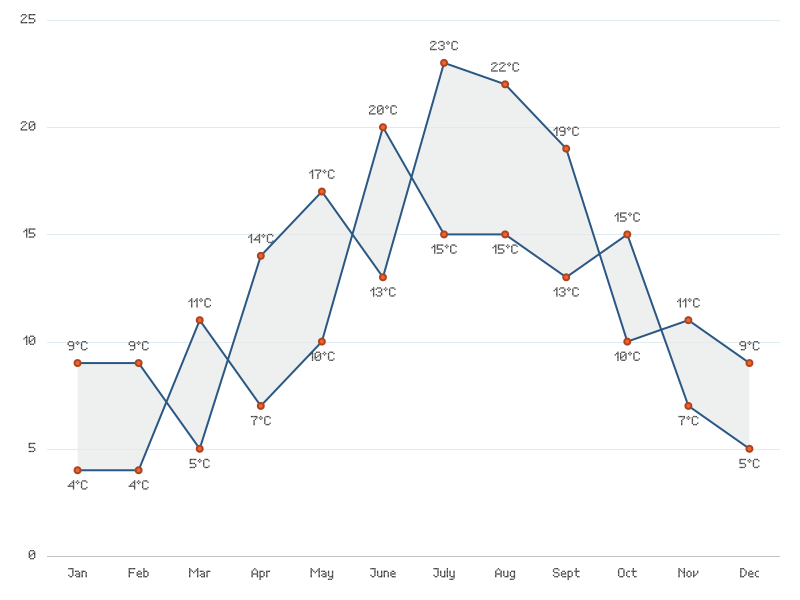 25
23°C
22°C
20
20°C
19°C
17°C
15
14°C
15°C
15°C
15°C
13°C
13°C
11°C
11°C
10
9°C
9°C
10°C
10°C
9°C
7°C
7°C
5
5°C
5°C
4°C
4°C
0
Jan Feb Mar Apr May June July Aug Sept Oct Nov Dec